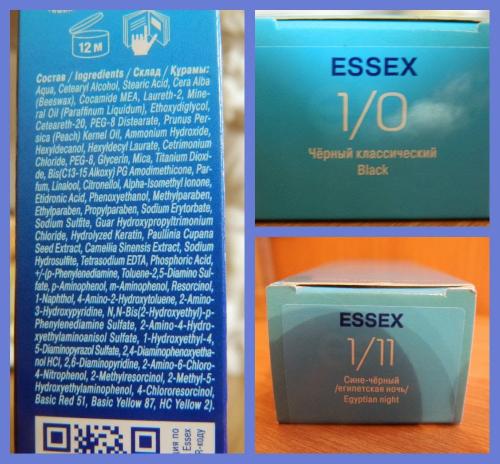 12 M
Состав / Ingredients / Склад / Құрамы:
Aqua, Cetearyl Alcohol, Stearic Acid, Cera Alba
(Beeswax), Cocamide MEA, Laureth-2, Mine-
ral Oil (Paraffinum Liquidum), Ethoxydiglycol,
Ceteareth-20, PEG-8 Distearate, Prunus Per-
sica (Peach) Kernel Oil, Ammonium Hydroxide,
Hexyldecanol, Hexyldecyl Laurate, Cetrimonium
Chloride, PEG-8, Glycerin, Mica, Titanium Dioxi-
de, Bis(C13-15 Alkoxy) PG Amodimethicone, Par-
fum, Linalool, Citronellol, Alpha-Isomethyl Ionone,
Etidronic Acid, Phenoxyethanol, Methylparaben,
Ethylparaben, Propylparaben, Sodium Erytorbate,
Sodium Sulfite, Guar Hydroxypropyltrimonium
Chloride, Hydrolyzed Keratin, Paullinia Cupana
Seed Extract, Camellia Sinensis Extract, Sodium
Hydrosulfite, Tetrasodium EDTA, Phosphoric Acid,
+/-(p-Phenylenediamine, Toluene-2,5-Diamino Sul-
fate, p-Aminophenol, m-Aminophenol, Resorcinol,
1-Naphthol, 4-Amino-2-Hydroxytoluene, 2-Amino-
3-Hydroxypyridine, N,N-Bis(2-Hydroxyethyl)-p-
Phenylenediamine Sulfate, 2-Amino-4-Hydro-
xyethylaminoanisol Sulfate, 1-Hydroxyethyl-4,
5-Diaminopyrazol Sulfate, 2,4-Diaminophenoxyetha-
nol HCl, 2,6-Diaminopyridine, 2-Amino-6-Chloro-
4-Nitrophenol, 2-Methylresorcinol, 2-Methyl-5-
Hydroxyethylaminophenol, 4-Chlororesorcinol,
Basic Red 51, Basic Yellow 87, HC Yellow 2).
ция по
Essex
R-коду
ESSEX
1/0
Чёрный классический
Black
ESSEX
1/11
Сине-чёрный
/египетская ночь/
Egyptian night